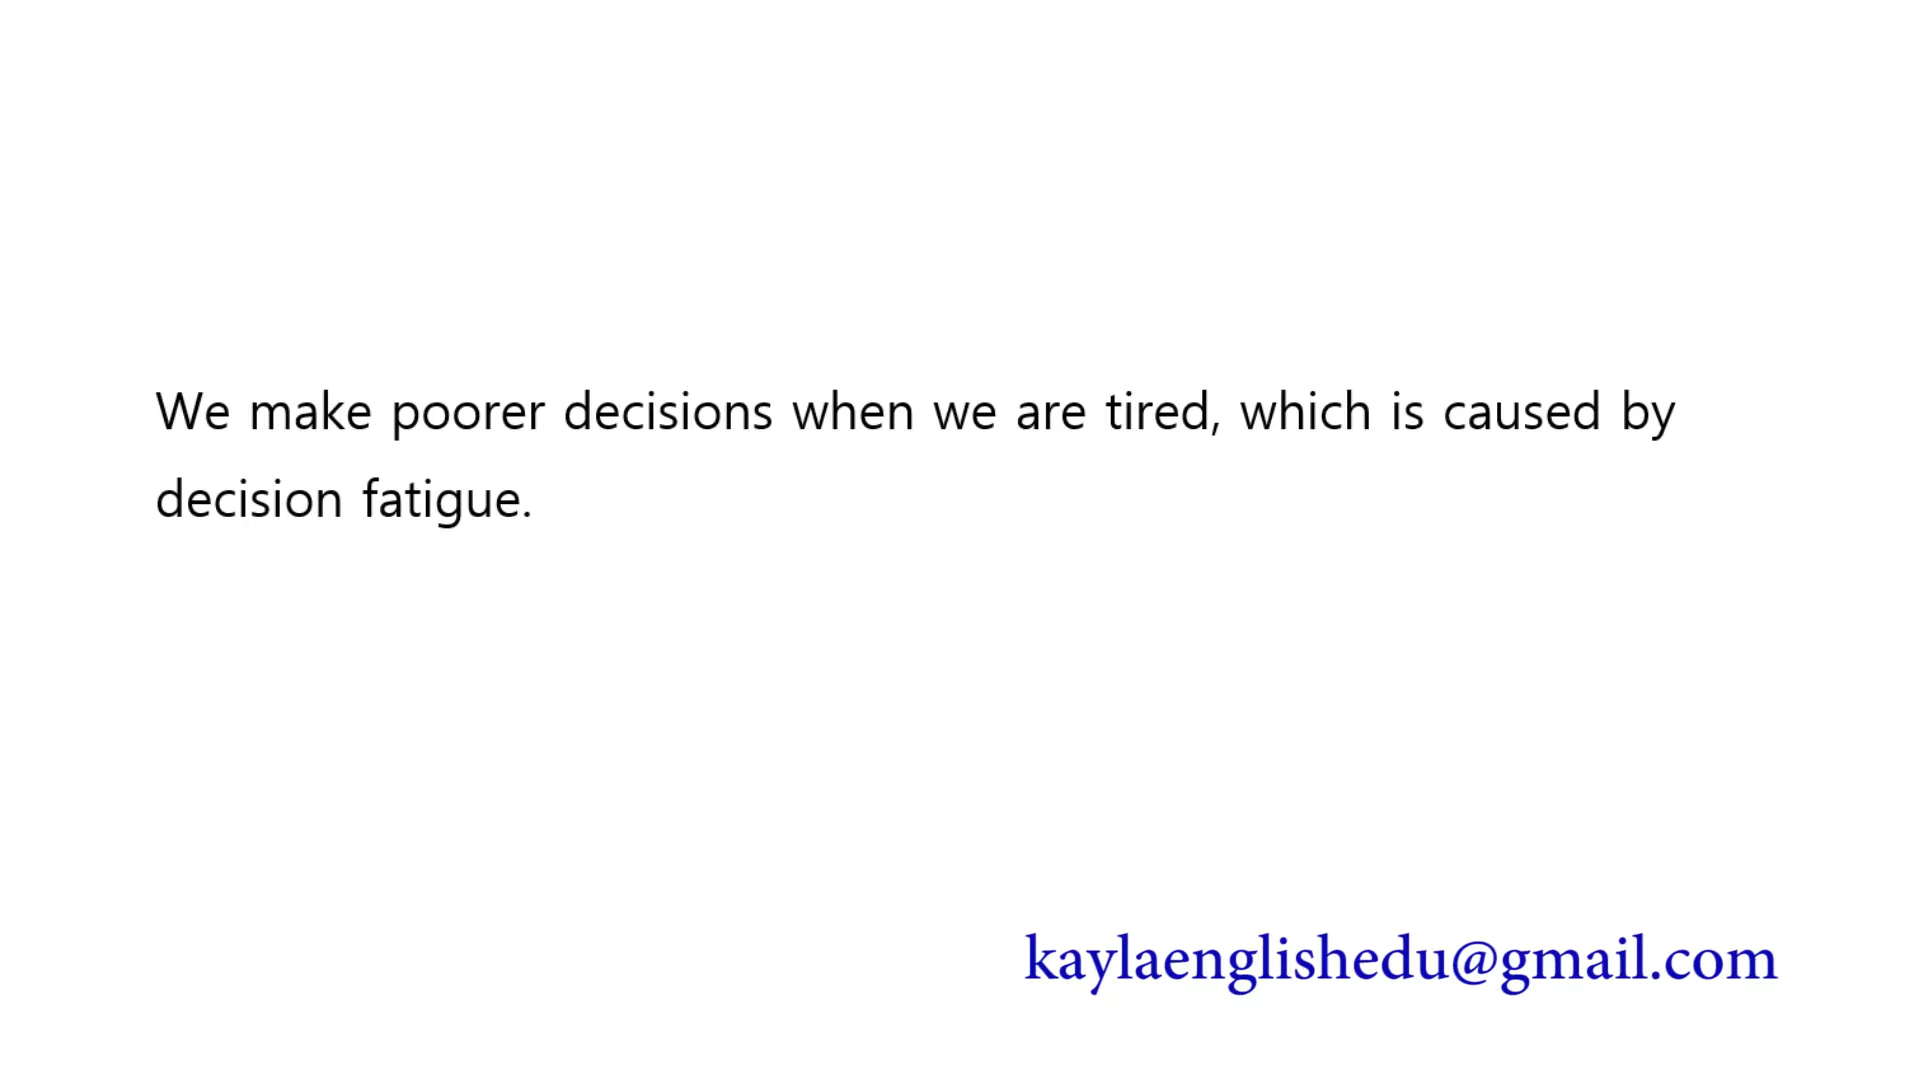 We make poorer decisions when we are tired, which is caused by
decision fatigue.
kaylaenglishedu@gmail.com